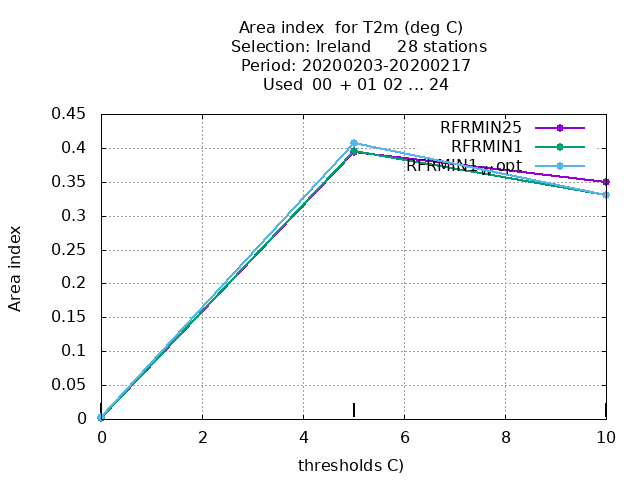 Area index  for T2m (deg C)
Selection: Ireland     28 stations
Period: 20200203-20200217
Used  00 + 01 02 ... 24
0.45
0.4
0.35
0.3
0.25
0.2
0.15
0.1
0.05
0
Area index
RFRMIN25
RFRMIN1
RFRMIN1,,opt
0 2 4 6 8 10
thresholds C)